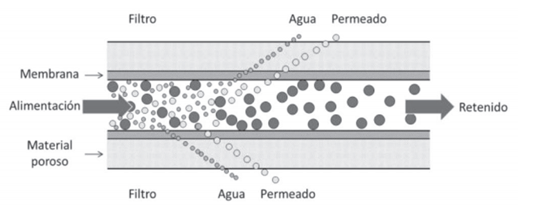 Filtro Agua Permeado
Membrana
Alimentación
Retenido
Material
poroso
Filtro Agua Permeado